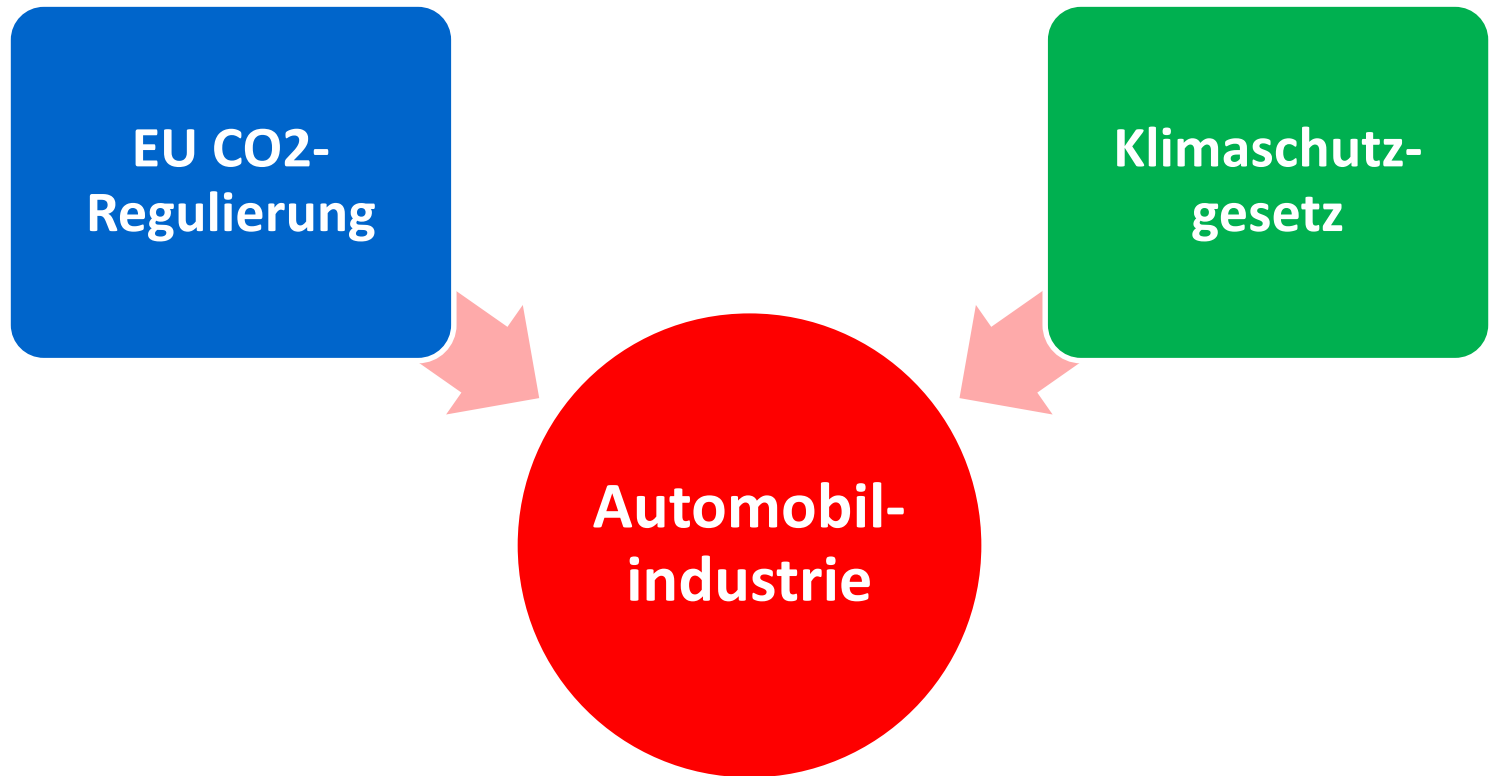 EU CO2-
Regulierung
Klimaschutz-
gesetz
Automobil-
industrie